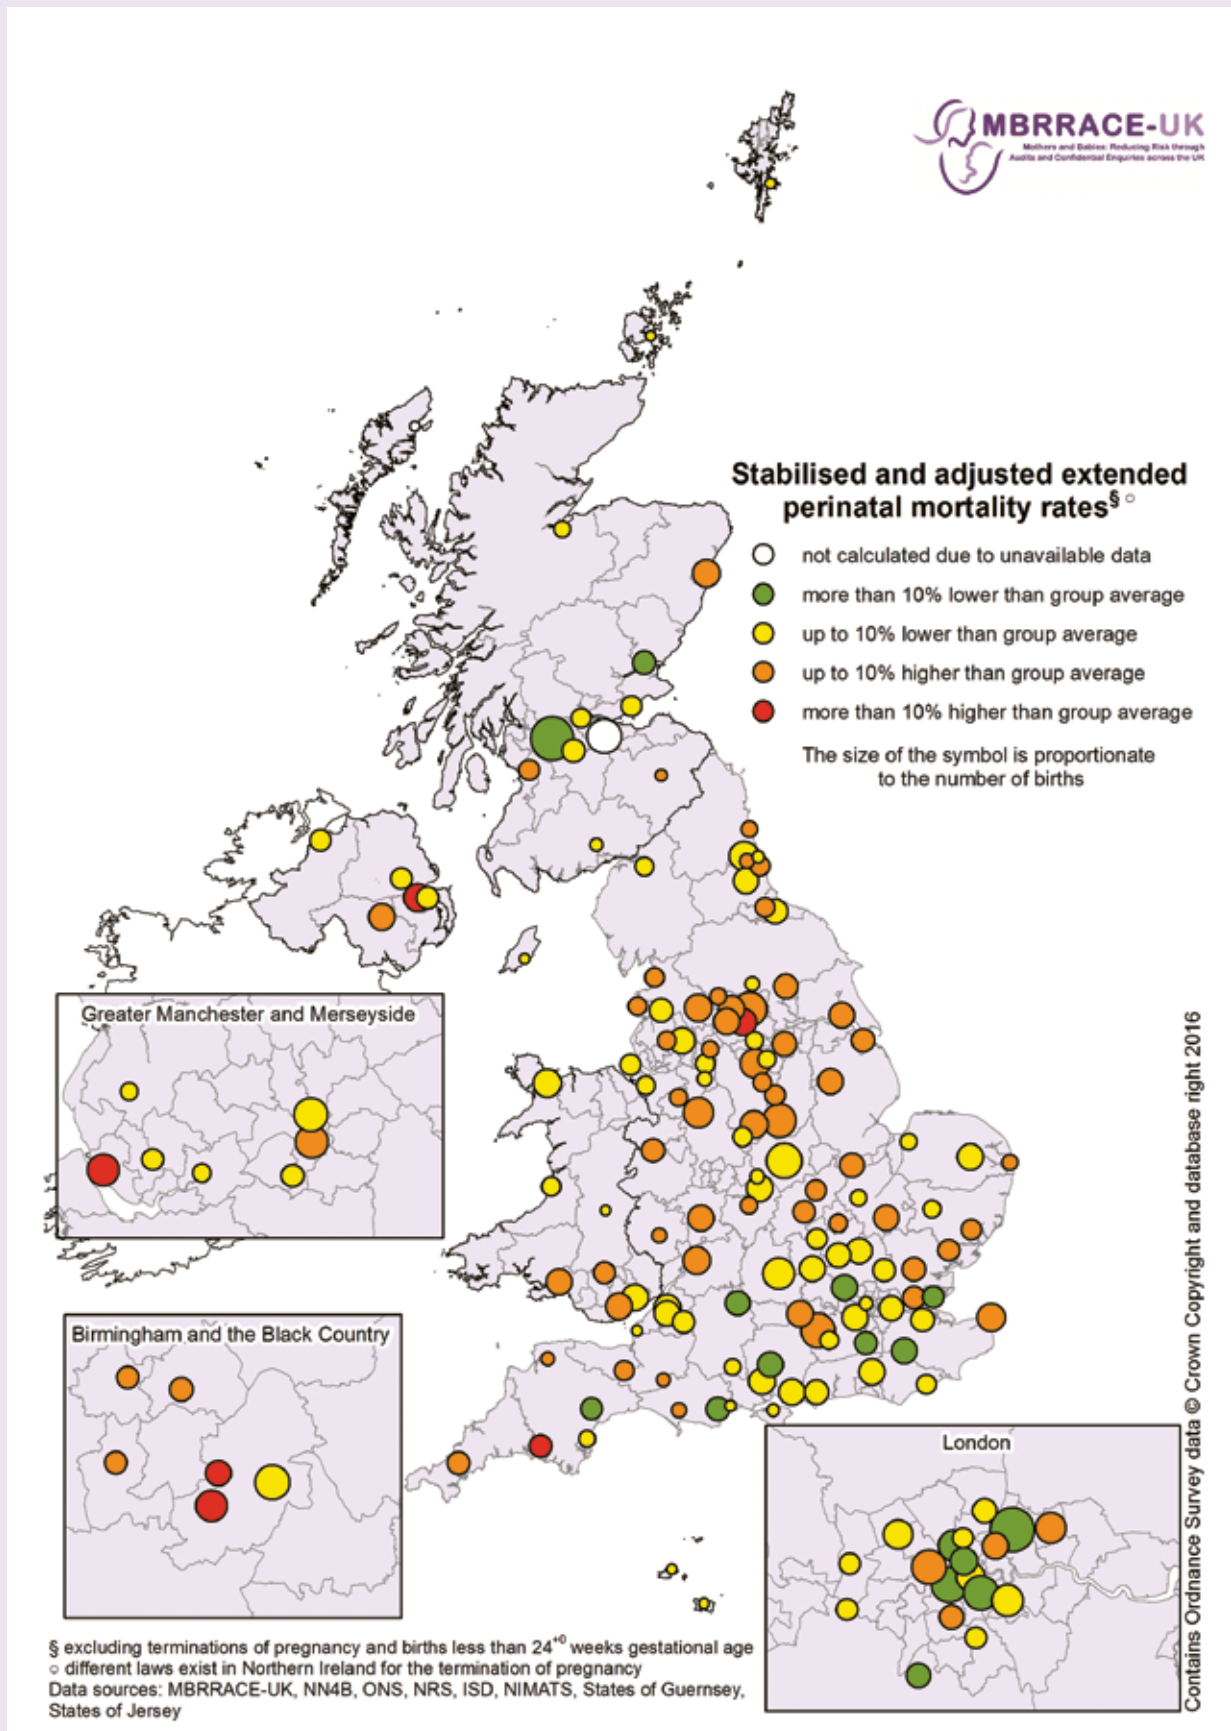 MBRRACE-UK
Mothers and Babies: Reducing Risk through
Audits and Confidential Enquiries across the UK
Stabilised and adjusted extended
perinatal mortality rates§ ○
not calculated due to unavailable data
more than 10% lower than group average
up to 10% lower than group average
up to 10% higher than group average
more than 10% higher than group average
The size of the symbol is proportionate
to the number of births
Greater Manchester and Merseyside
Birmingham and the Black Country
London
§ excluding terminations of pregnancy and births less than 24⁺⁰ weeks gestational age
○ different laws exist in Northern Ireland for the termination of pregnancy
Data sources: MBRRACE-UK, NN4B, ONS, NRS, ISD, NIMATS, States of Guernsey,
States of Jersey
Contains Ordnance Survey data © Crown Copyright and database right 2016